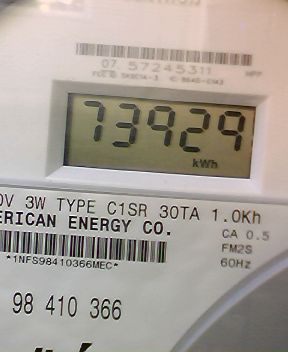 07 57245311
73929
kWh
0V 3W TYPE C1SR 30TA 1.0Kh
ERICAN ENERGY CO.
CA 0.5
FM2S
*1NFS98410366MEC*
60Hz
98 410 366